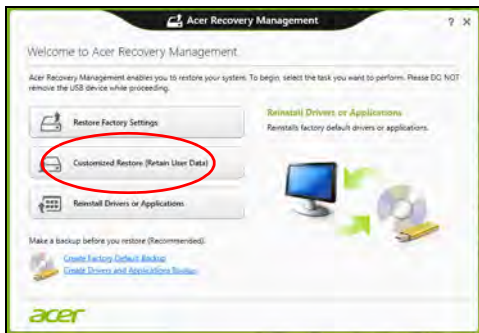 Acer Recovery Management
Welcome to Acer Recovery Management.
Acer Recovery Management enables you to restore your system. To begin, select the task you want to perform. Please DO NOT
remove the USB device while proceeding.
Restore Factory Settings
Reinstall Drivers or Applications
Reinstalls factory default drivers or applications.
Customized Restore (Retain User Data)
Reinstall Drivers or Applications
Make a backup before you restore (Recommended).
Create Factory Default Backup
Create Drivers and Applications Backup
acer